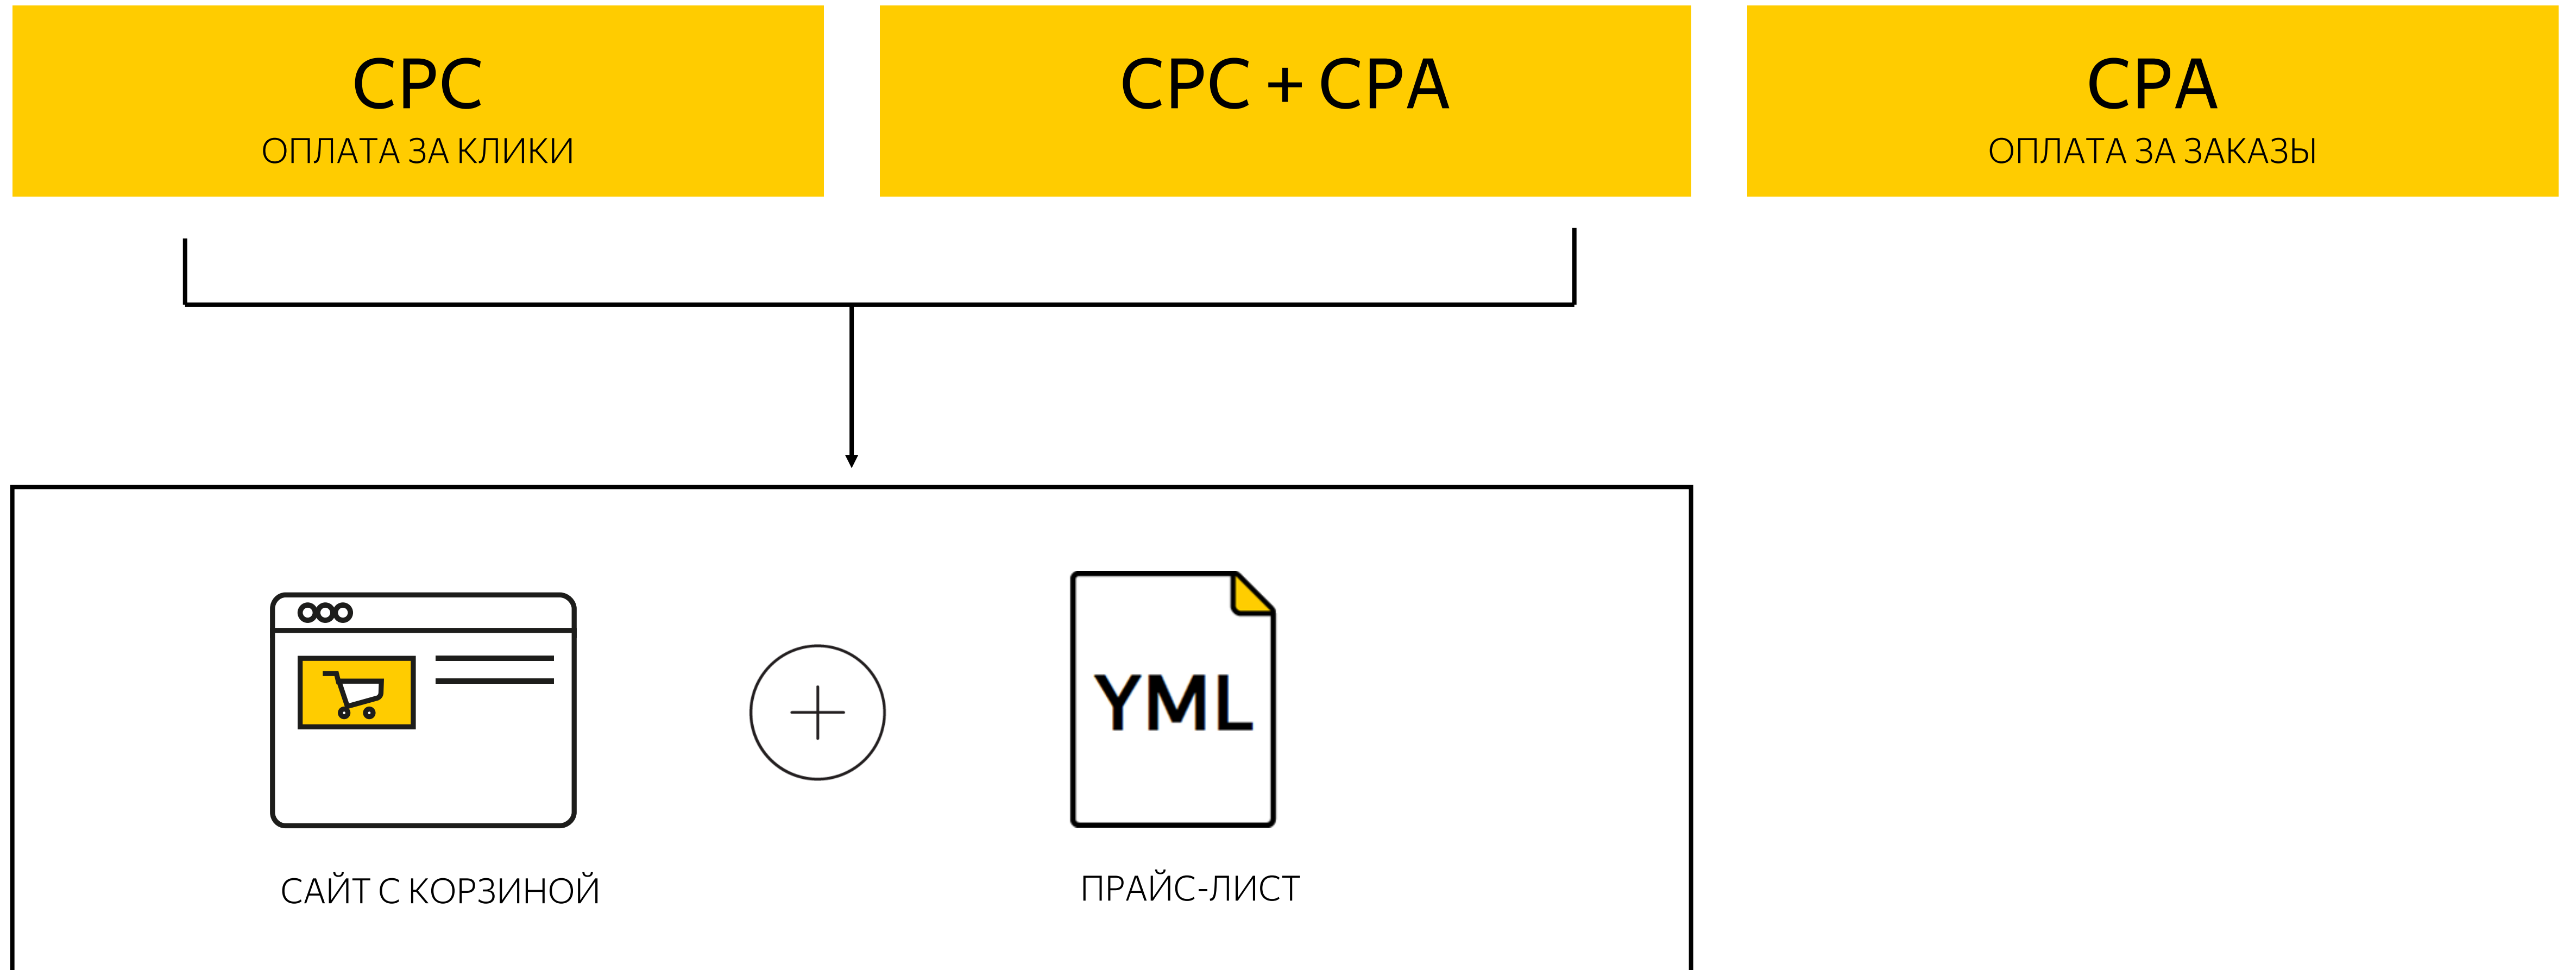 CPC
ОПЛАТА ЗА КЛИКИ
CPC + CPA
CPA
ОПЛАТА ЗА ЗАКАЗЫ
YML
САЙТ С КОРЗИНОЙ
ПРАЙС-ЛИСТ